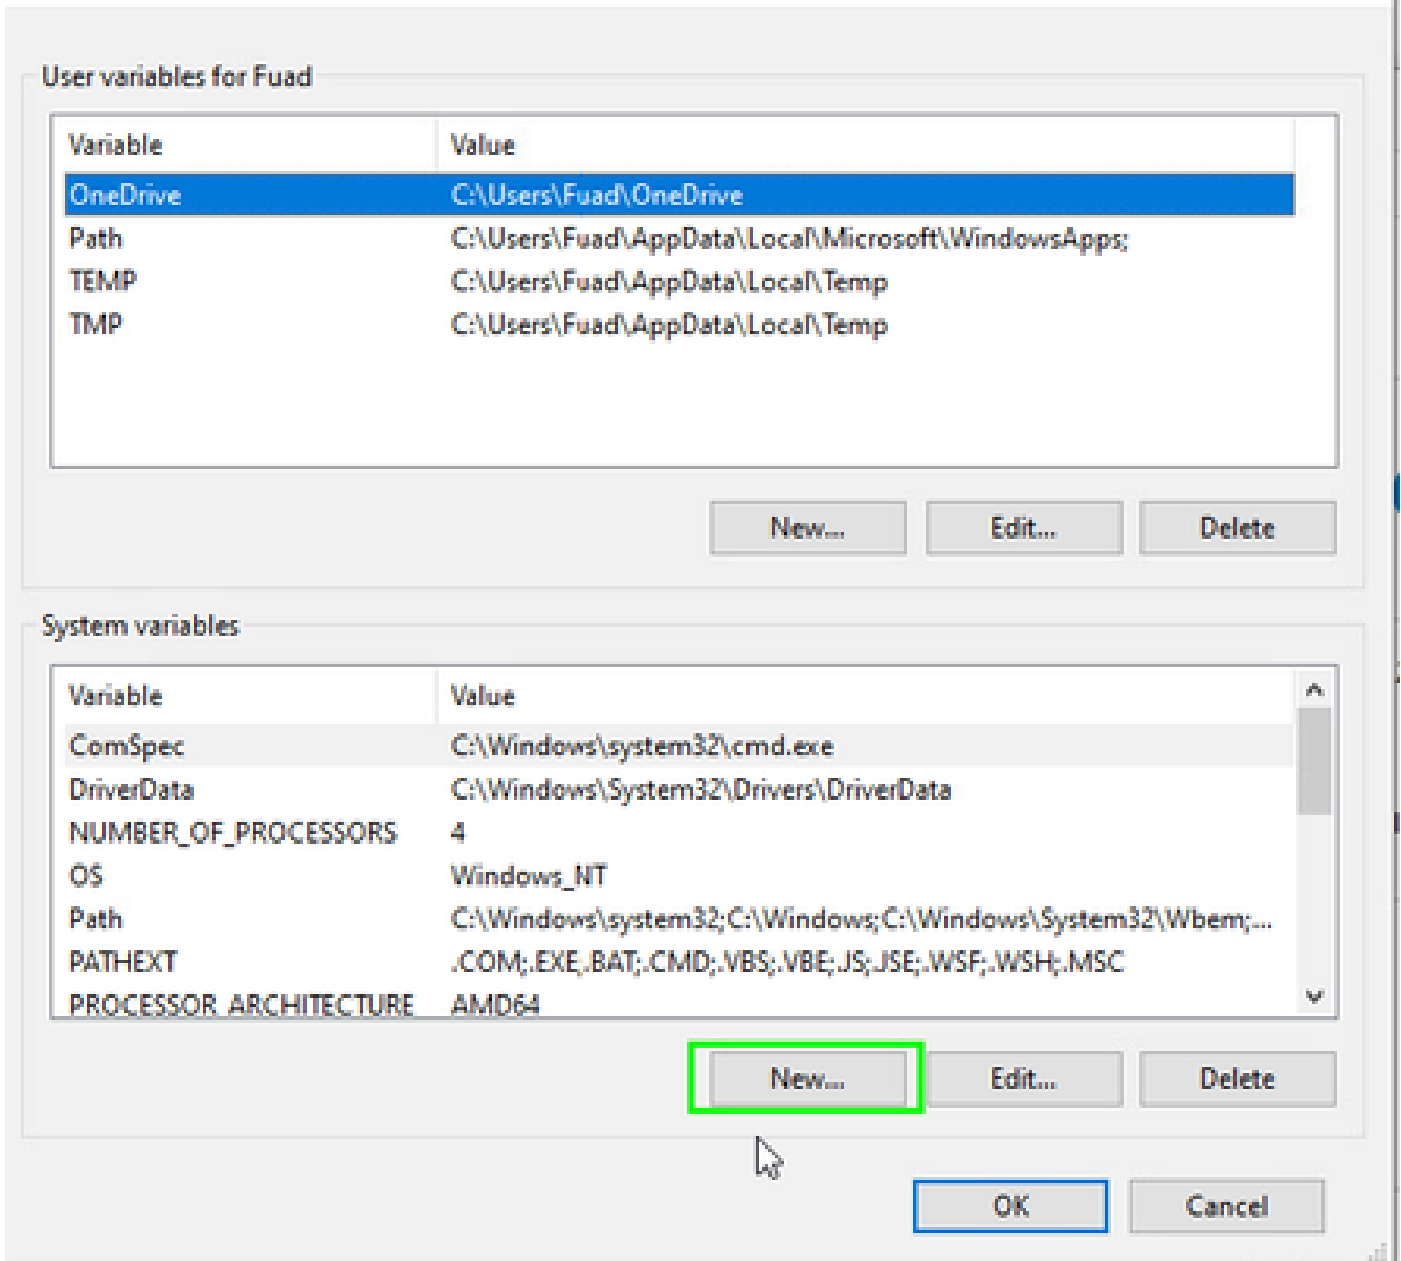 User variables for Fuad
Variable Value
OneDrive C:\Users\Fuad\OneDrive
Path C:\Users\Fuad\AppData\Local\Microsoft\WindowsApps;
TEMP C:\Users\Fuad\AppData\Local\Temp
TMP C:\Users\Fuad\AppData\Local\Temp
New... Edit... Delete
System variables
Variable Value
ComSpec C:\Windows\system32\cmd.exe
DriverData C:\Windows\System32\Drivers\DriverData
NUMBER_OF_PROCESSORS 4
OS Windows_NT
Path C:\Windows\system32;C:\Windows;C:\Windows\System32\Wbem;...
PATHEXT .COM;.EXE;.BAT;.CMD;.VBS;.VBE;.JS;.JSE;.WSF;.WSH;.MSC
PROCESSOR_ARCHITECTURE AMD64
New... Edit... Delete
OK Cancel